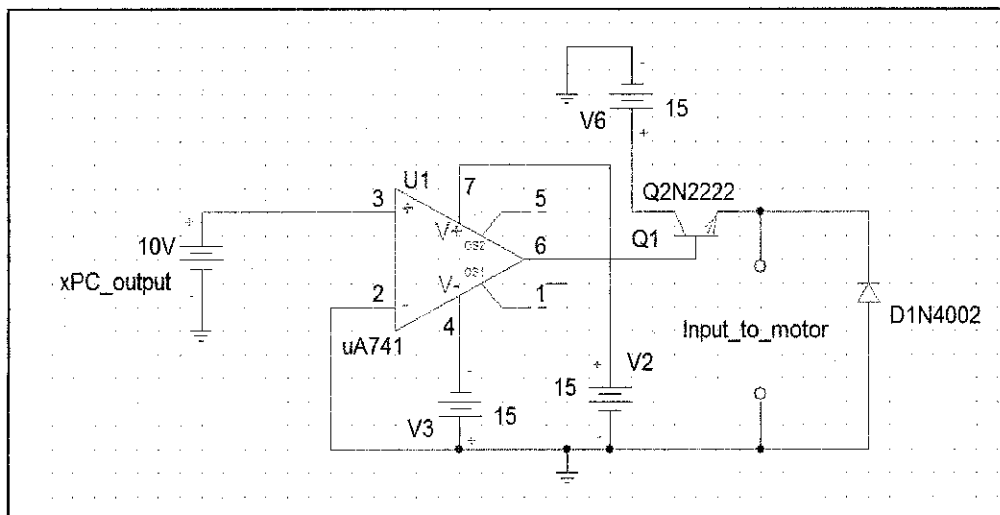 15
V6
Q2N2222
Q1
U1
7
3
5
+
V+
OS2
6
10V
xPC_output
2
-
V-
OS1
1
4
uA741
Input_to_motor
D1N4002
V2
15
V3
15